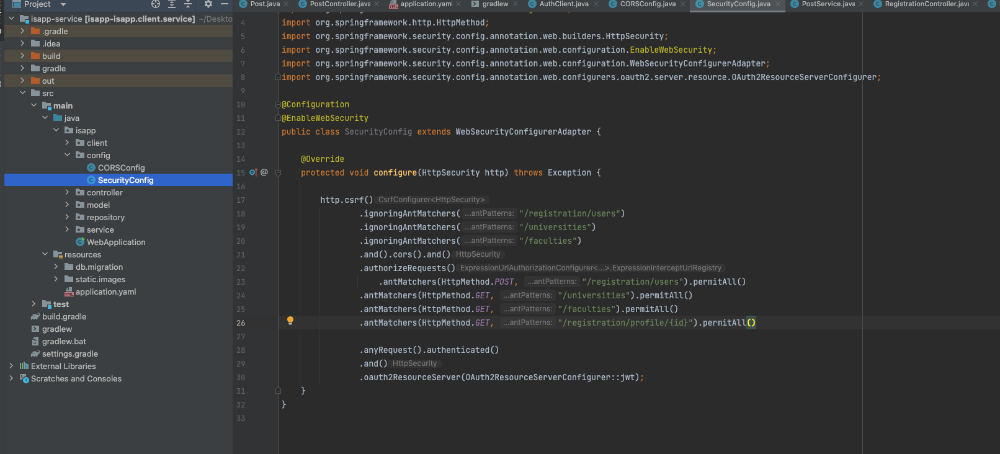 Project
Post.java
PostController.java
application.yaml
gradlew
AuthClient.java
CORSConfig.java
SecurityConfig.java
PostService.java
RegistrationController.java
isapp-service [isapp-isapp.client.service] ~/Deskto
.gradle
.idea
build
gradle
out
src
main
java
isapp
client
config
CORSConfig
SecurityConfig
controller
model
repository
service
WebApplication
resources
db.migration
static.images
application.yaml
test
build.gradle
gradlew
gradlew.bat
settings.gradle
External Libraries
Scratches and Consoles
4 import org.springframework.http.HttpMethod;
5 import org.springframework.security.config.annotation.web.builders.HttpSecurity;
6 import org.springframework.security.config.annotation.web.configuration.EnableWebSecurity;
7 import org.springframework.security.config.annotation.web.configuration.WebSecurityConfigurerAdapter;
8 import org.springframework.security.config.annotation.web.configurers.oauth2.server.resource.OAuth2ResourceServerConfigurer;
9
10 @Configuration
11 @EnableWebSecurity
12 public class SecurityConfig extends WebSecurityConfigurerAdapter {
13
14 @Override
15 @ protected void configure(HttpSecurity http) throws Exception {
16
17 http.csrf() CsrfConfigurer<HttpSecurity>
18 .ignoringAntMatchers( ...antPatterns: "/registration/users")
19 .ignoringAntMatchers( ...antPatterns: "/universities")
20 .ignoringAntMatchers( ...antPatterns: "/faculties")
21 .and().cors().and() HttpSecurity
22 .authorizeRequests() ExpressionUrlAuthorizationConfigurer<...>.ExpressionInterceptUrlRegistry
23 .antMatchers(HttpMethod.POST, ...antPatterns: "/registration/users").permitAll()
24 .antMatchers(HttpMethod.GET, ...antPatterns: "/universities").permitAll()
25 .antMatchers(HttpMethod.GET, ...antPatterns: "/faculties").permitAll()
26 .antMatchers(HttpMethod.GET, ...antPatterns: "/registration/profile/{id}").permitAll()
27
28 .anyRequest().authenticated()
29 .and() HttpSecurity
30 .oauth2ResourceServer(OAuth2ResourceServerConfigurer::jwt);
31 }
32 }
33